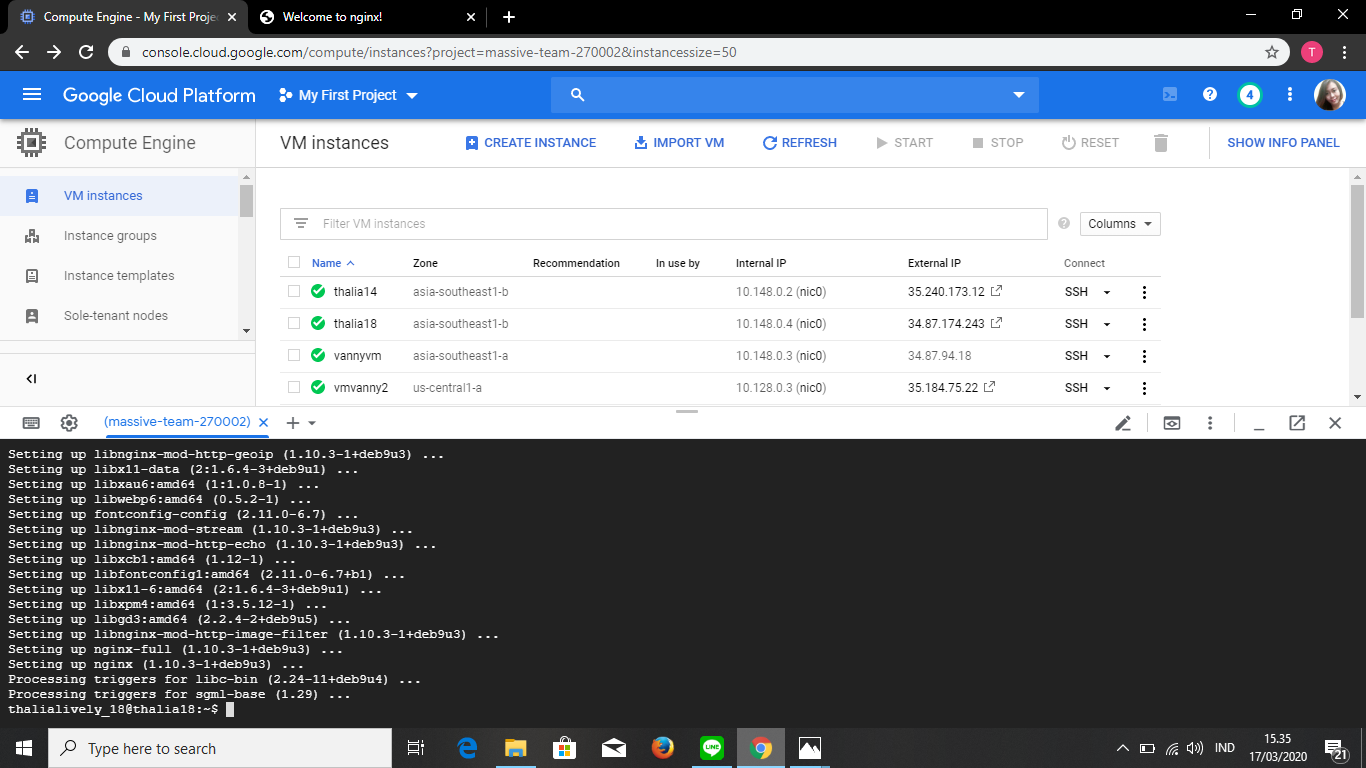 Compute Engine - My First Proje
Welcome to nginx!
console.cloud.google.com/compute/instances?project=massive-team-270002&instancessize=50
T
Google Cloud Platform
My First Project
4
Compute Engine
VM instances
CREATE INSTANCE
IMPORT VM
REFRESH
START
STOP
RESET
SHOW INFO PANEL
VM instances
Instance groups
Instance templates
Sole-tenant nodes
Filter VM instances
Columns
Name Zone Recommendation In use by Internal IP External IP Connect
thalia14 asia-southeast1-b 10.148.0.2 (nic0) 35.240.173.12 SSH
thalia18 asia-southeast1-b 10.148.0.4 (nic0) 34.87.174.243 SSH
vannyvm asia-southeast1-a 10.148.0.3 (nic0) 34.87.94.18 SSH
vmvanny2 us-central1-a 10.128.0.3 (nic0) 35.184.75.22 SSH
(massive-team-270002)
Setting up libnginx-mod-http-geoip (1.10.3-1+deb9u3) ...
Setting up libx11-data (2:1.6.4-3+deb9u1) ...
Setting up libxau6:amd64 (1:1.0.8-1) ...
Setting up libwebp6:amd64 (0.5.2-1) ...
Setting up fontconfig-config (2.11.0-6.7) ...
Setting up libnginx-mod-stream (1.10.3-1+deb9u3) ...
Setting up libnginx-mod-http-echo (1.10.3-1+deb9u3) ...
Setting up libxcb1:amd64 (1.12-1) ...
Setting up libfontconfig1:amd64 (2.11.0-6.7+b1) ...
Setting up libx11-6:amd64 (2:1.6.4-3+deb9u1) ...
Setting up libxpm4:amd64 (1:3.5.12-1) ...
Setting up libgd3:amd64 (2.2.4-2+deb9u5) ...
Setting up libnginx-mod-http-image-filter (1.10.3-1+deb9u3) ...
Setting up nginx-full (1.10.3-1+deb9u3) ...
Setting up nginx (1.10.3-1+deb9u3) ...
Processing triggers for libc-bin (2.24-11+deb9u4) ...
Processing triggers for sgml-base (1.29) ...
thalialively_18@thalia18:~$
Type here to search
LINE
IND
15.35
17/03/2020
21